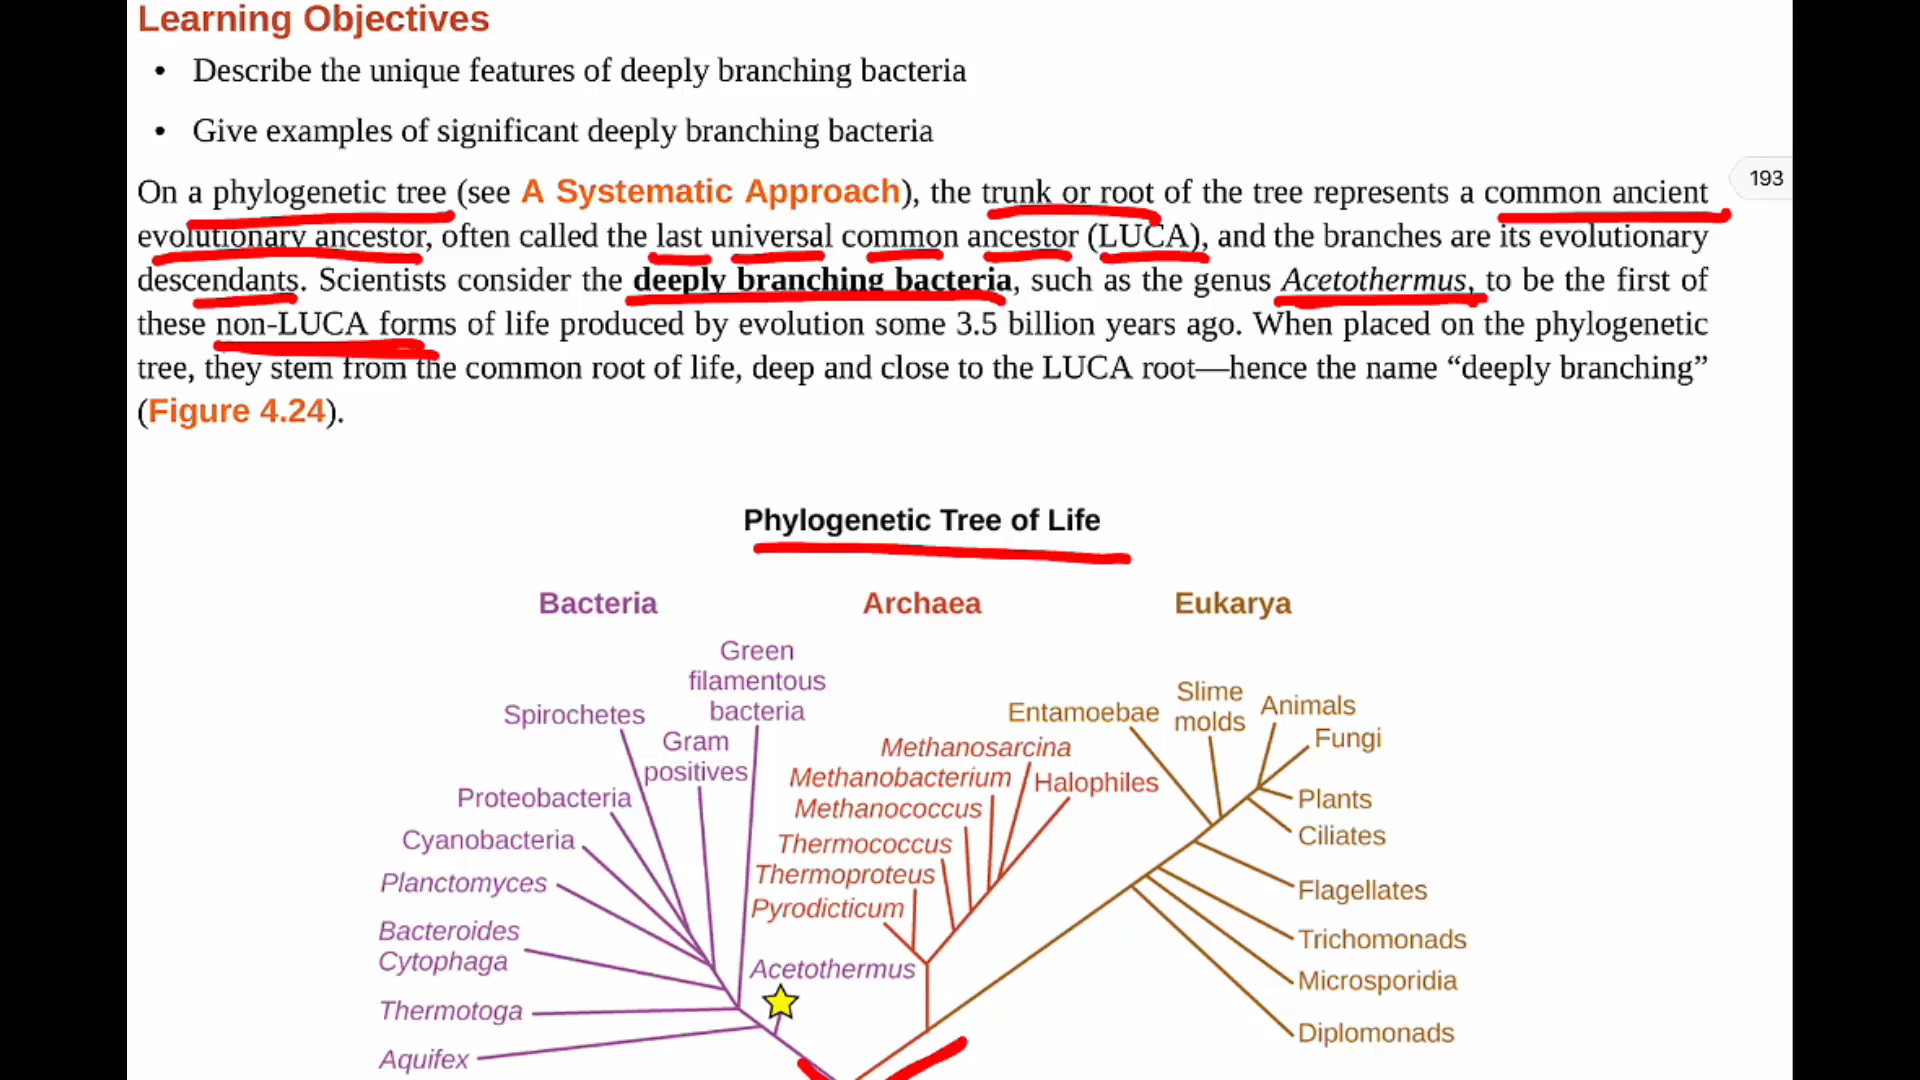 Learning Objectives
• Describe the unique features of deeply branching bacteria
• Give examples of significant deeply branching bacteria
On a phylogenetic tree (see A Systematic Approach), the trunk or root of the tree represents a common ancient
193
evolutionary ancestor, often called the last universal common ancestor (LUCA), and the branches are its evolutionary
descendants. Scientists consider the deeply branching bacteria, such as the genus Acetothermus, to be the first of
these non-LUCA forms of life produced by evolution some 3.5 billion years ago. When placed on the phylogenetic
tree, they stem from the common root of life, deep and close to the LUCA root—hence the name “deeply branching”
(Figure 4.24).
Phylogenetic Tree of Life
Bacteria
Archaea
Eukarya
Green
filamentous
bacteria
Spirochetes
Gram
positives
Proteobacteria
Cyanobacteria
Planctomyces
Bacteroides
Cytophaga
Thermotoga
Aquifex
Acetothermus
Methanosarcina
Methanobacterium
Halophiles
Methanococcus
Thermococcus
Thermoproteus
Pyrodicticum
Entamoebae
Slime
molds
Animals
Fungi
Plants
Ciliates
Flagellates
Trichomonads
Microsporidia
Diplomonads